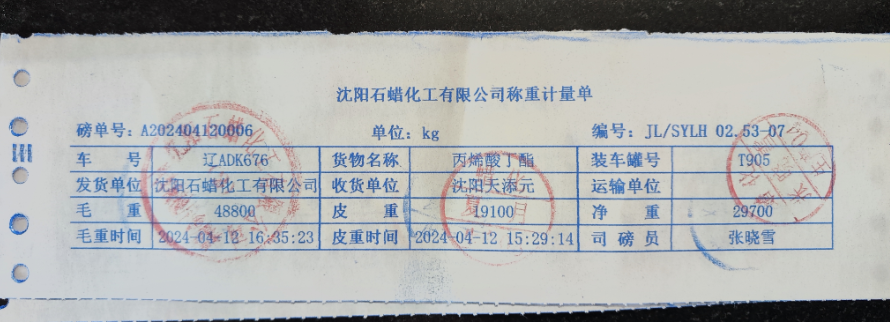 沈阳石蜡化工有限公司称重计量单
磅单号: A202404120006 单位: kg 编号: JL/SYLH 02.53-07
车 号 辽ADK676 货物名称 丙烯酸丁酯 装车罐号 T905
发货单位 沈阳石蜡化工有限公司 收货单位 沈阳天添元 运输单位
毛 重 48800 皮 重 19100 净 重 29700
毛重时间 2024-04-12 16:35:23 皮重时间 2024-04-12 15:29:14 司 磅 员 张晓雪